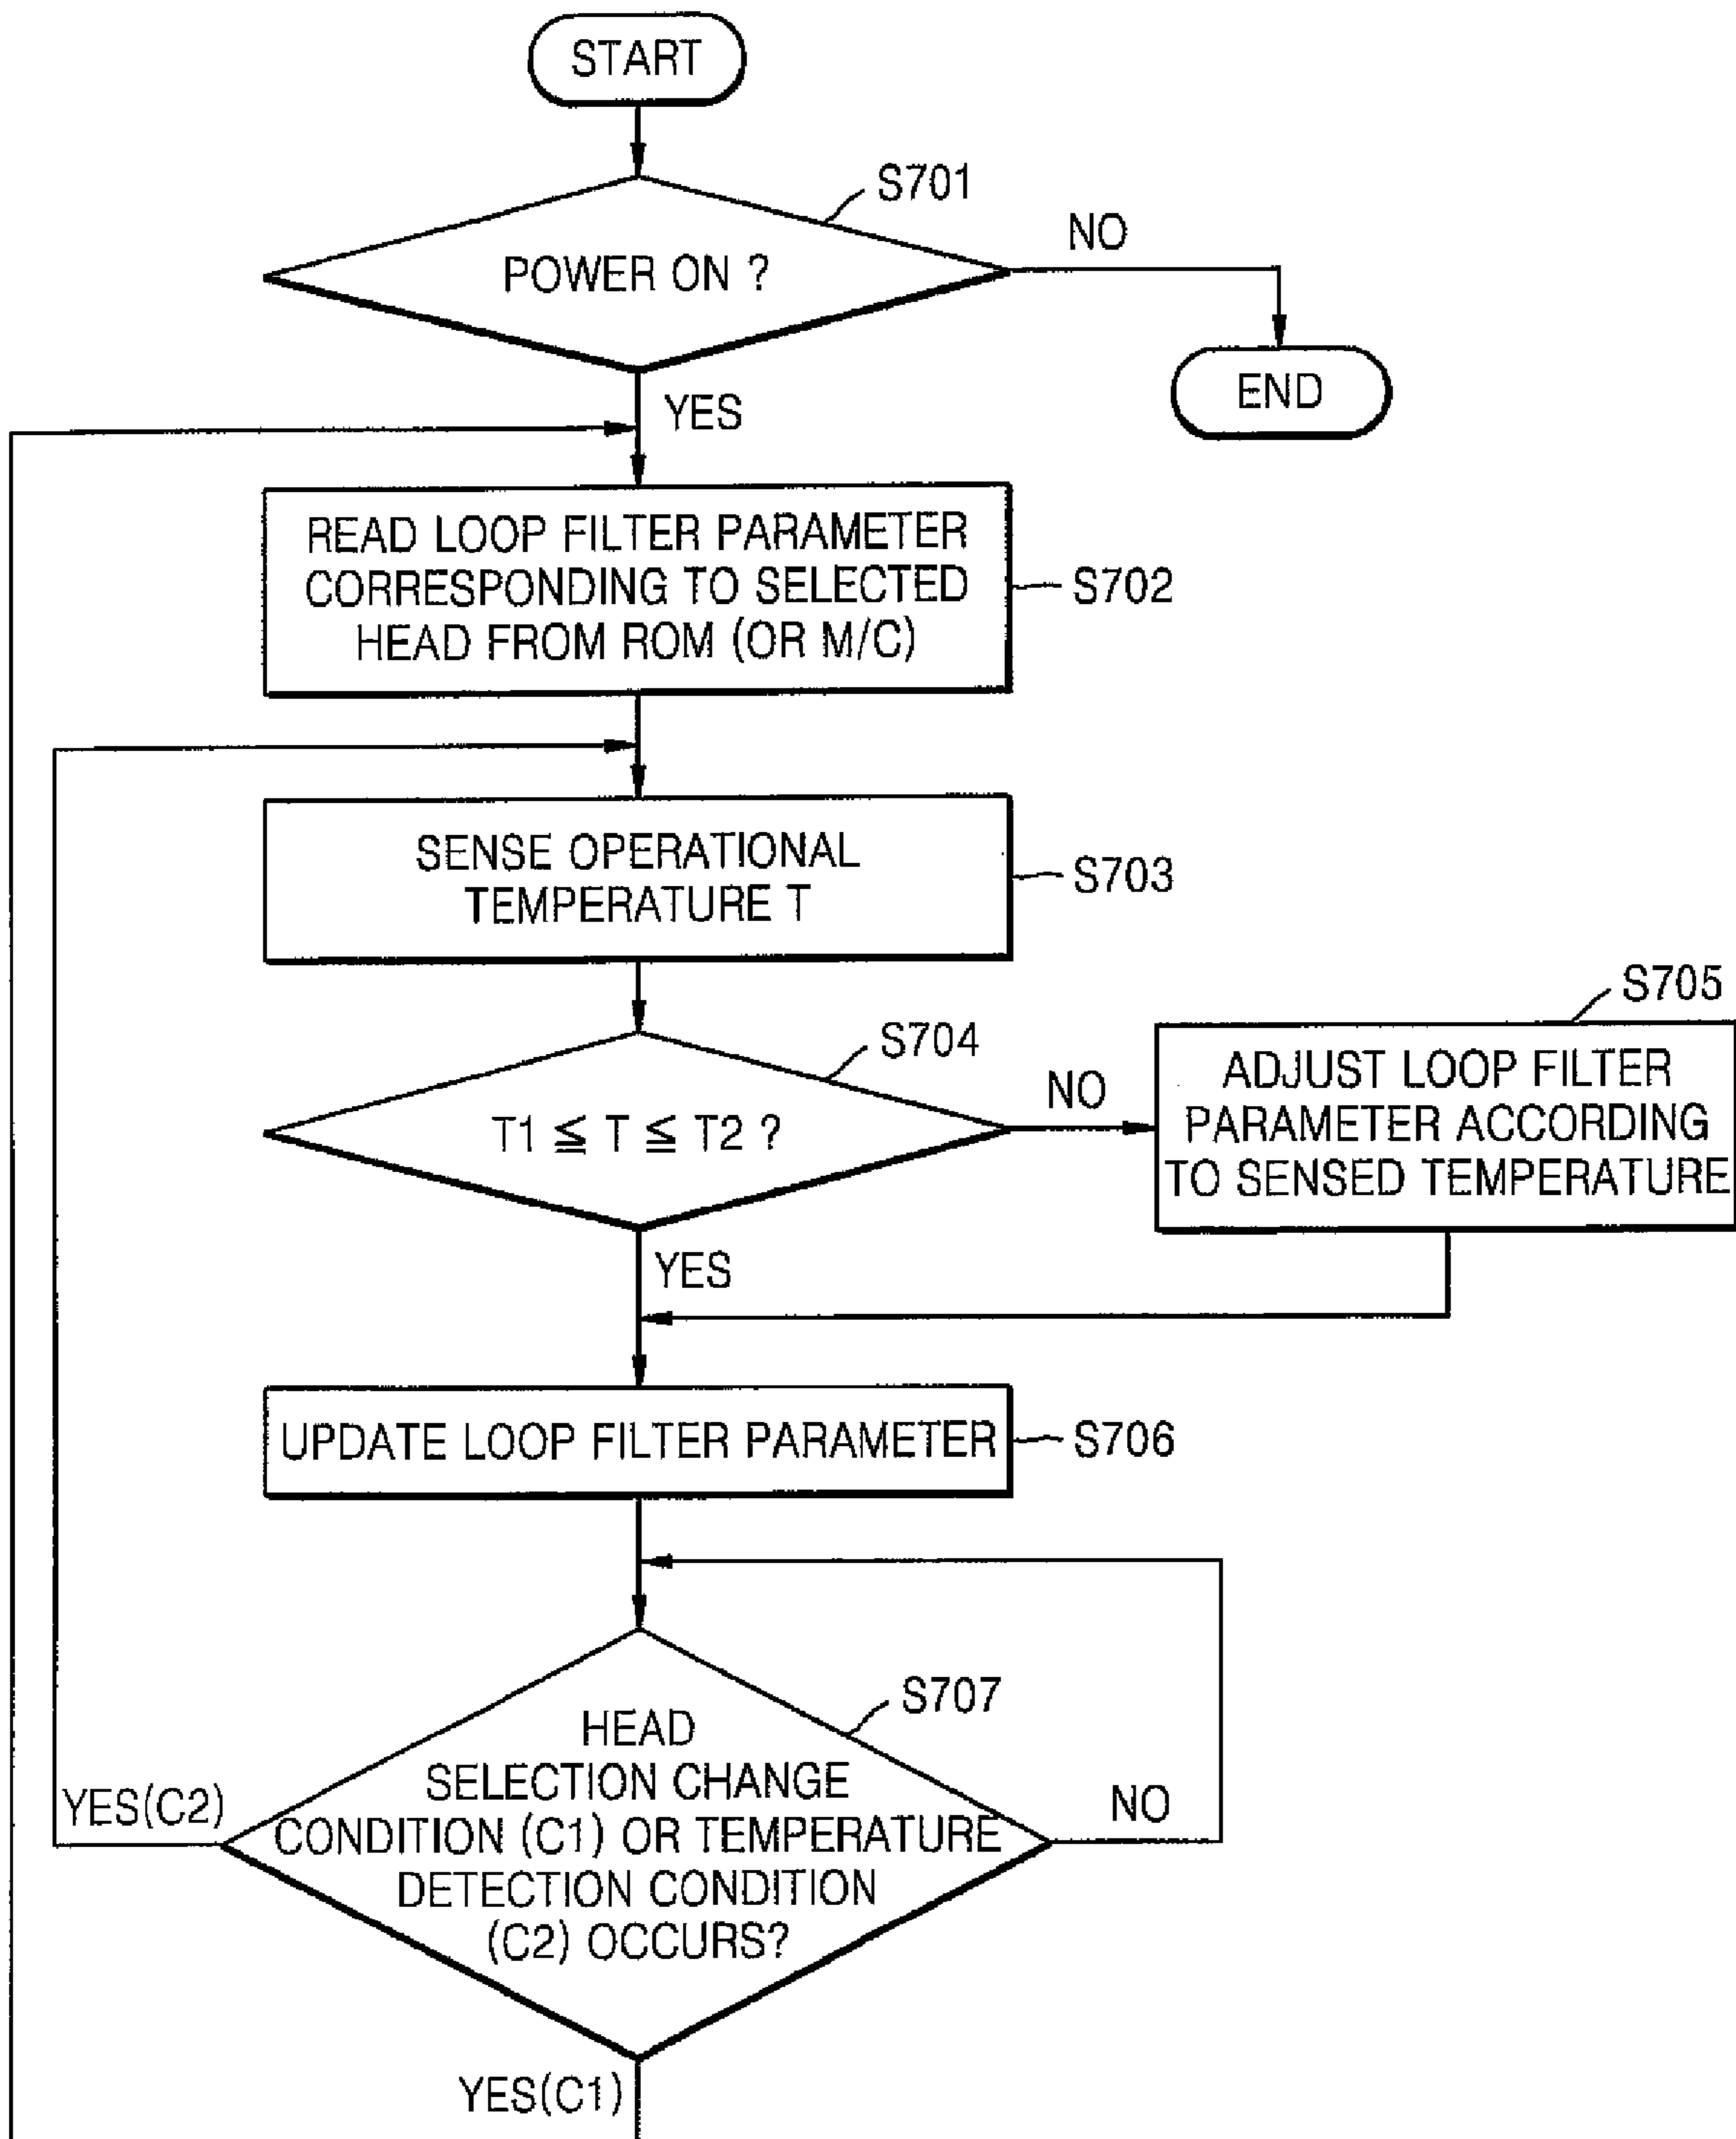 START
S701
POWER ON ?
NO
END
YES
READ LOOP FILTER PARAMETER
CORRESPONDING TO SELECTED
HEAD FROM ROM (OR M/C)
S702
SENSE OPERATIONAL
TEMPERATURE T
S703
S704
T1 ≦ T ≦ T2 ?
NO
S705
ADJUST LOOP FILTER
PARAMETER ACCORDING
TO SENSED TEMPERATURE
YES
UPDATE LOOP FILTER PARAMETER
S706
S707
HEAD
SELECTION CHANGE
CONDITION (C1) OR TEMPERATURE
DETECTION CONDITION
(C2) OCCURS?
YES(C2)
NO
YES(C1)